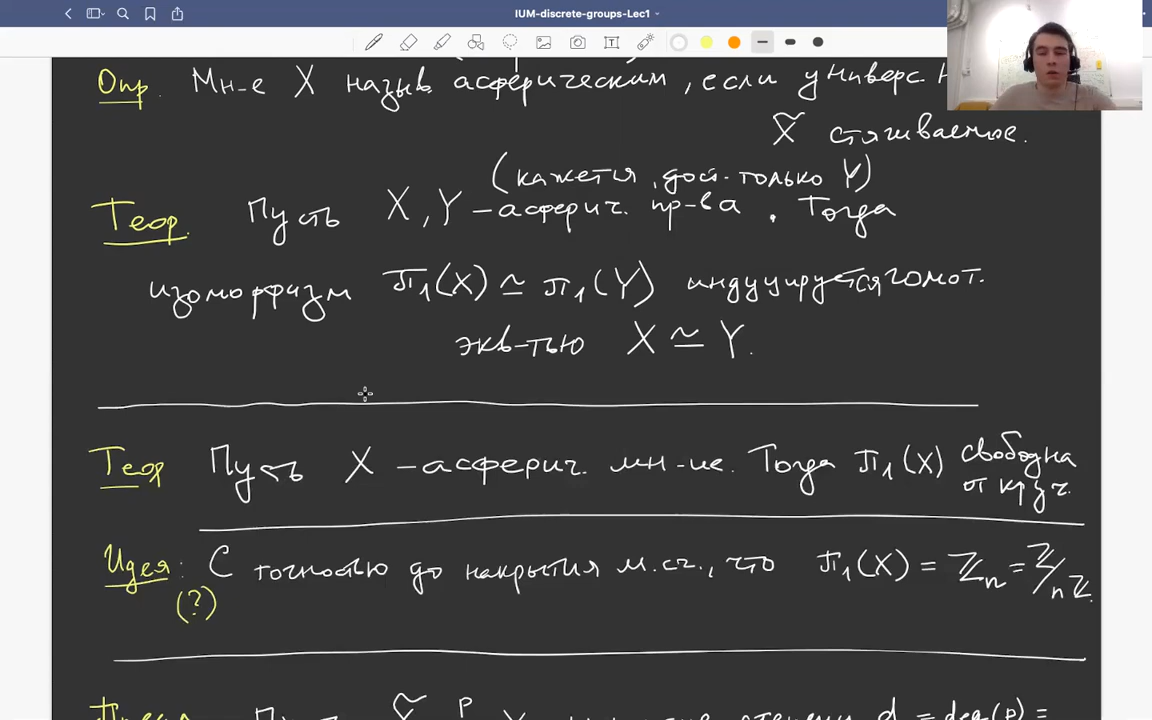 IUM-discrete-groups-Lec1
Опр. Мн-е X назыв асферическим, если универс
X̃ стягиваемые.
(кажется, дост. только Y)
Теор. Пусть X, Y – асферич. пр-ва. Тогда
изоморфизм π₁(X) ≅ π₁(Y) индуцируется гомот.
экв-тью X ≃ Y.
Теор Пусть X – асферич. мн-ие. Тогда π₁(X) свободна
от круч.
Идея: С точностью до накрытия м.сч., что π₁(X) = ℤₙ = ℤ/nℤ.
(?)
X̃ p
d = deg(p) =